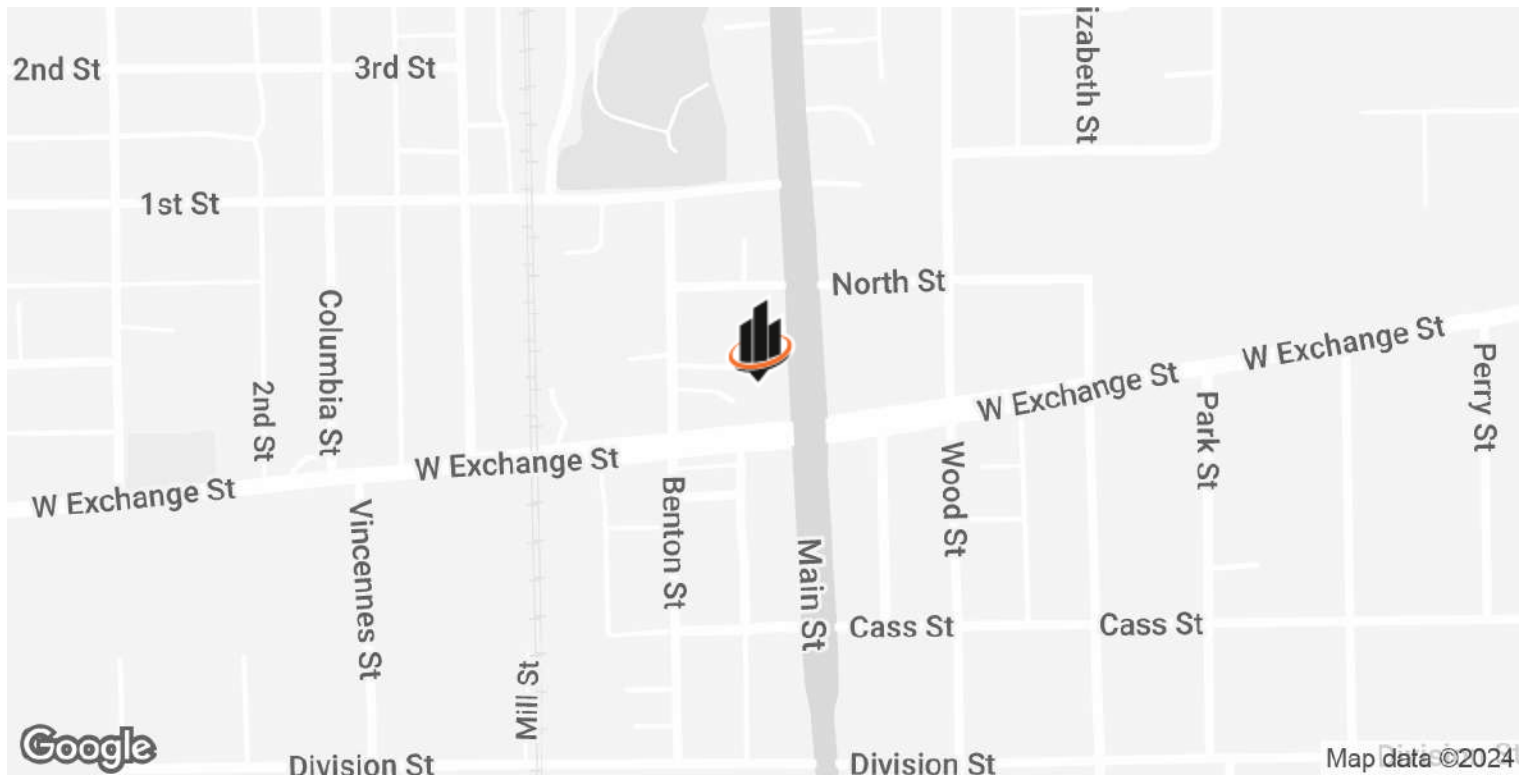 2nd St
3rd St
izabeth St
1st St
North St
Columbia St
2nd St
W Exchange St
W Exchange St
W Exchange St
W Exchange St
Perry St
Park St
Wood St
Benton St
Vincennes St
Main St
Cass St
Cass St
Mill St
Google
Division St
Division St
Map data ©2024